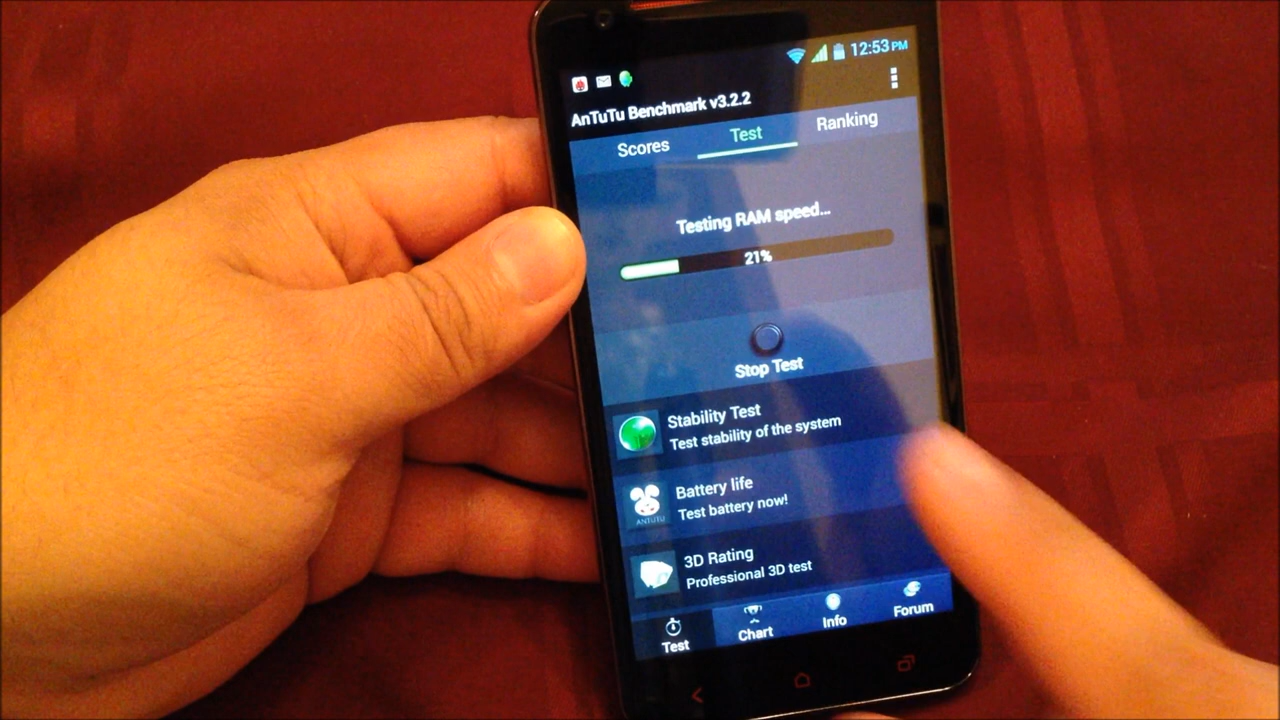 12:53 PM
AnTuTu Benchmark v3.2.2
Scores
Test
Ranking
Testing RAM speed...
21%
Stop Test
Stability Test
Test stability of the system
Battery life
Test battery now!
ANTUTU
3D Rating
Professional 3D test
Test
Chart
Info
Forum